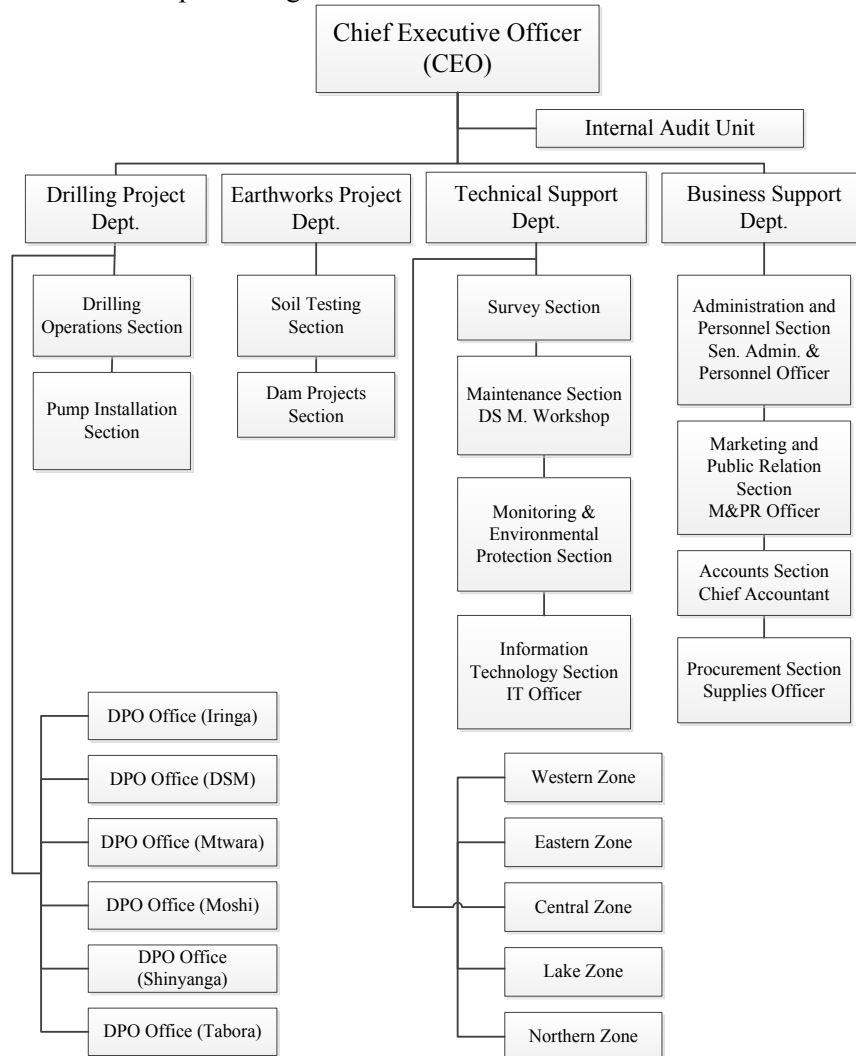 Chief Executive Officer
(CEO)
Internal Audit Unit
Drilling Project
Dept.
Earthworks Project
Dept.
Technical Support
Dept.
Business Support
Dept.
Drilling
Operations Section
Pump Installation
Section
Soil Testing
Section
Dam Projects
Section
Survey Section
Maintenance Section
DS M. Workshop
Monitoring &
Environmental
Protection Section
Information
Technology Section
IT Officer
Administration and
Personnel Section
Sen. Admin. &
Personnel Officer
Marketing and
Public Relation
Section
M&PR Officer
Accounts Section
Chief Accountant
Procurement Section
Supplies Officer
DPO Office (Iringa)
DPO Office (DSM)
DPO Office (Mtwara)
DPO Office (Moshi)
DPO Office
(Shinyanga)
DPO Office (Tabora)
Western Zone
Eastern Zone
Central Zone
Lake Zone
Northern Zone